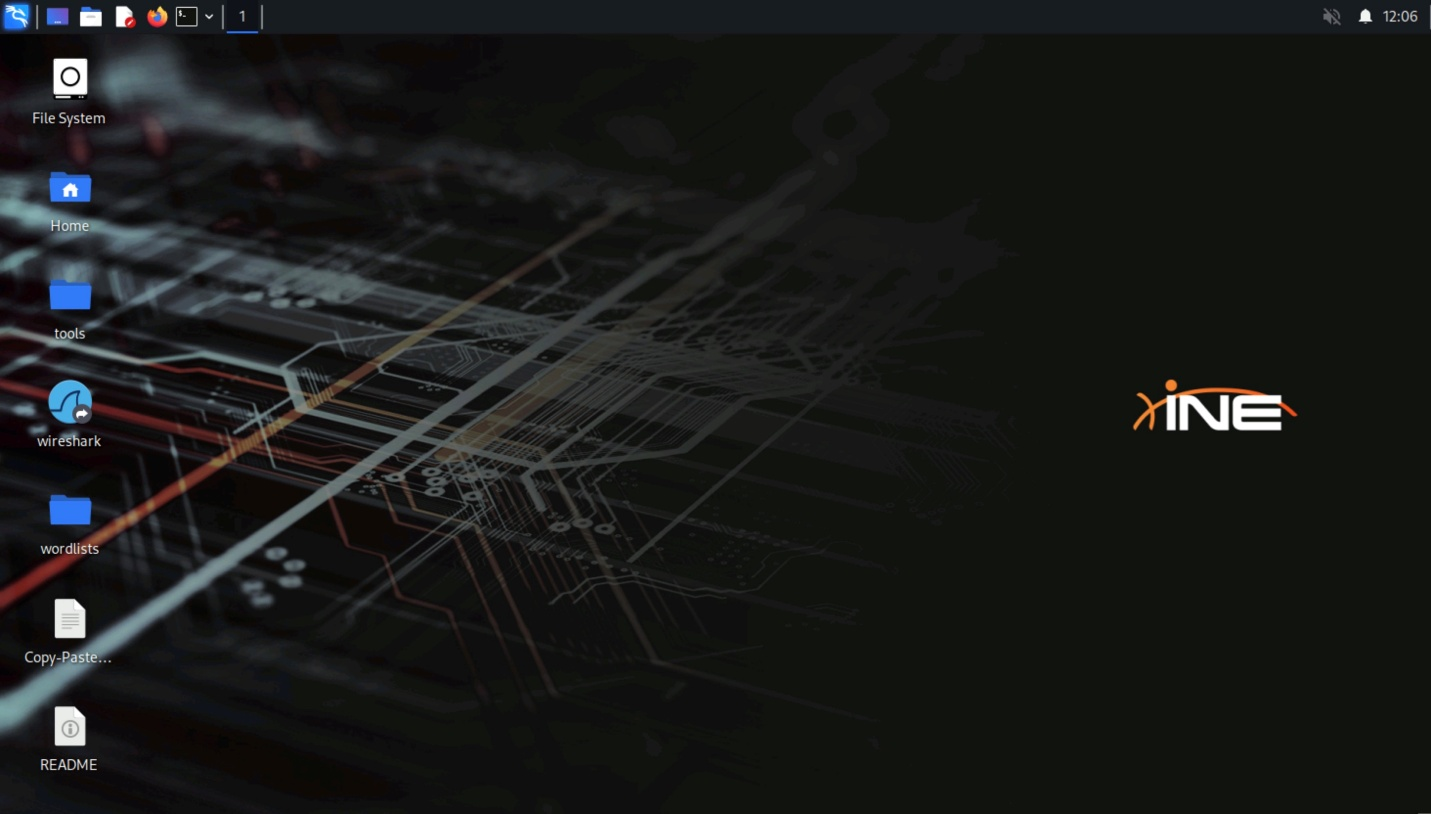 $-
1
12:06
File System
Home
tools
wireshark
wordlists
Copy-Paste...
README
INE